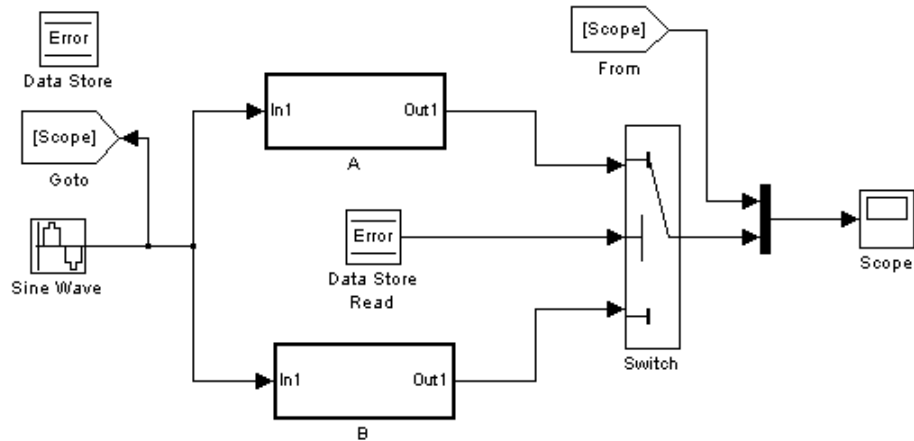 Error
Data Store
[Scope]
Goto
Sine Wave
In1
Out1
A
Error
Data Store
Read
In1
Out1
B
[Scope]
From
Switch
Scope